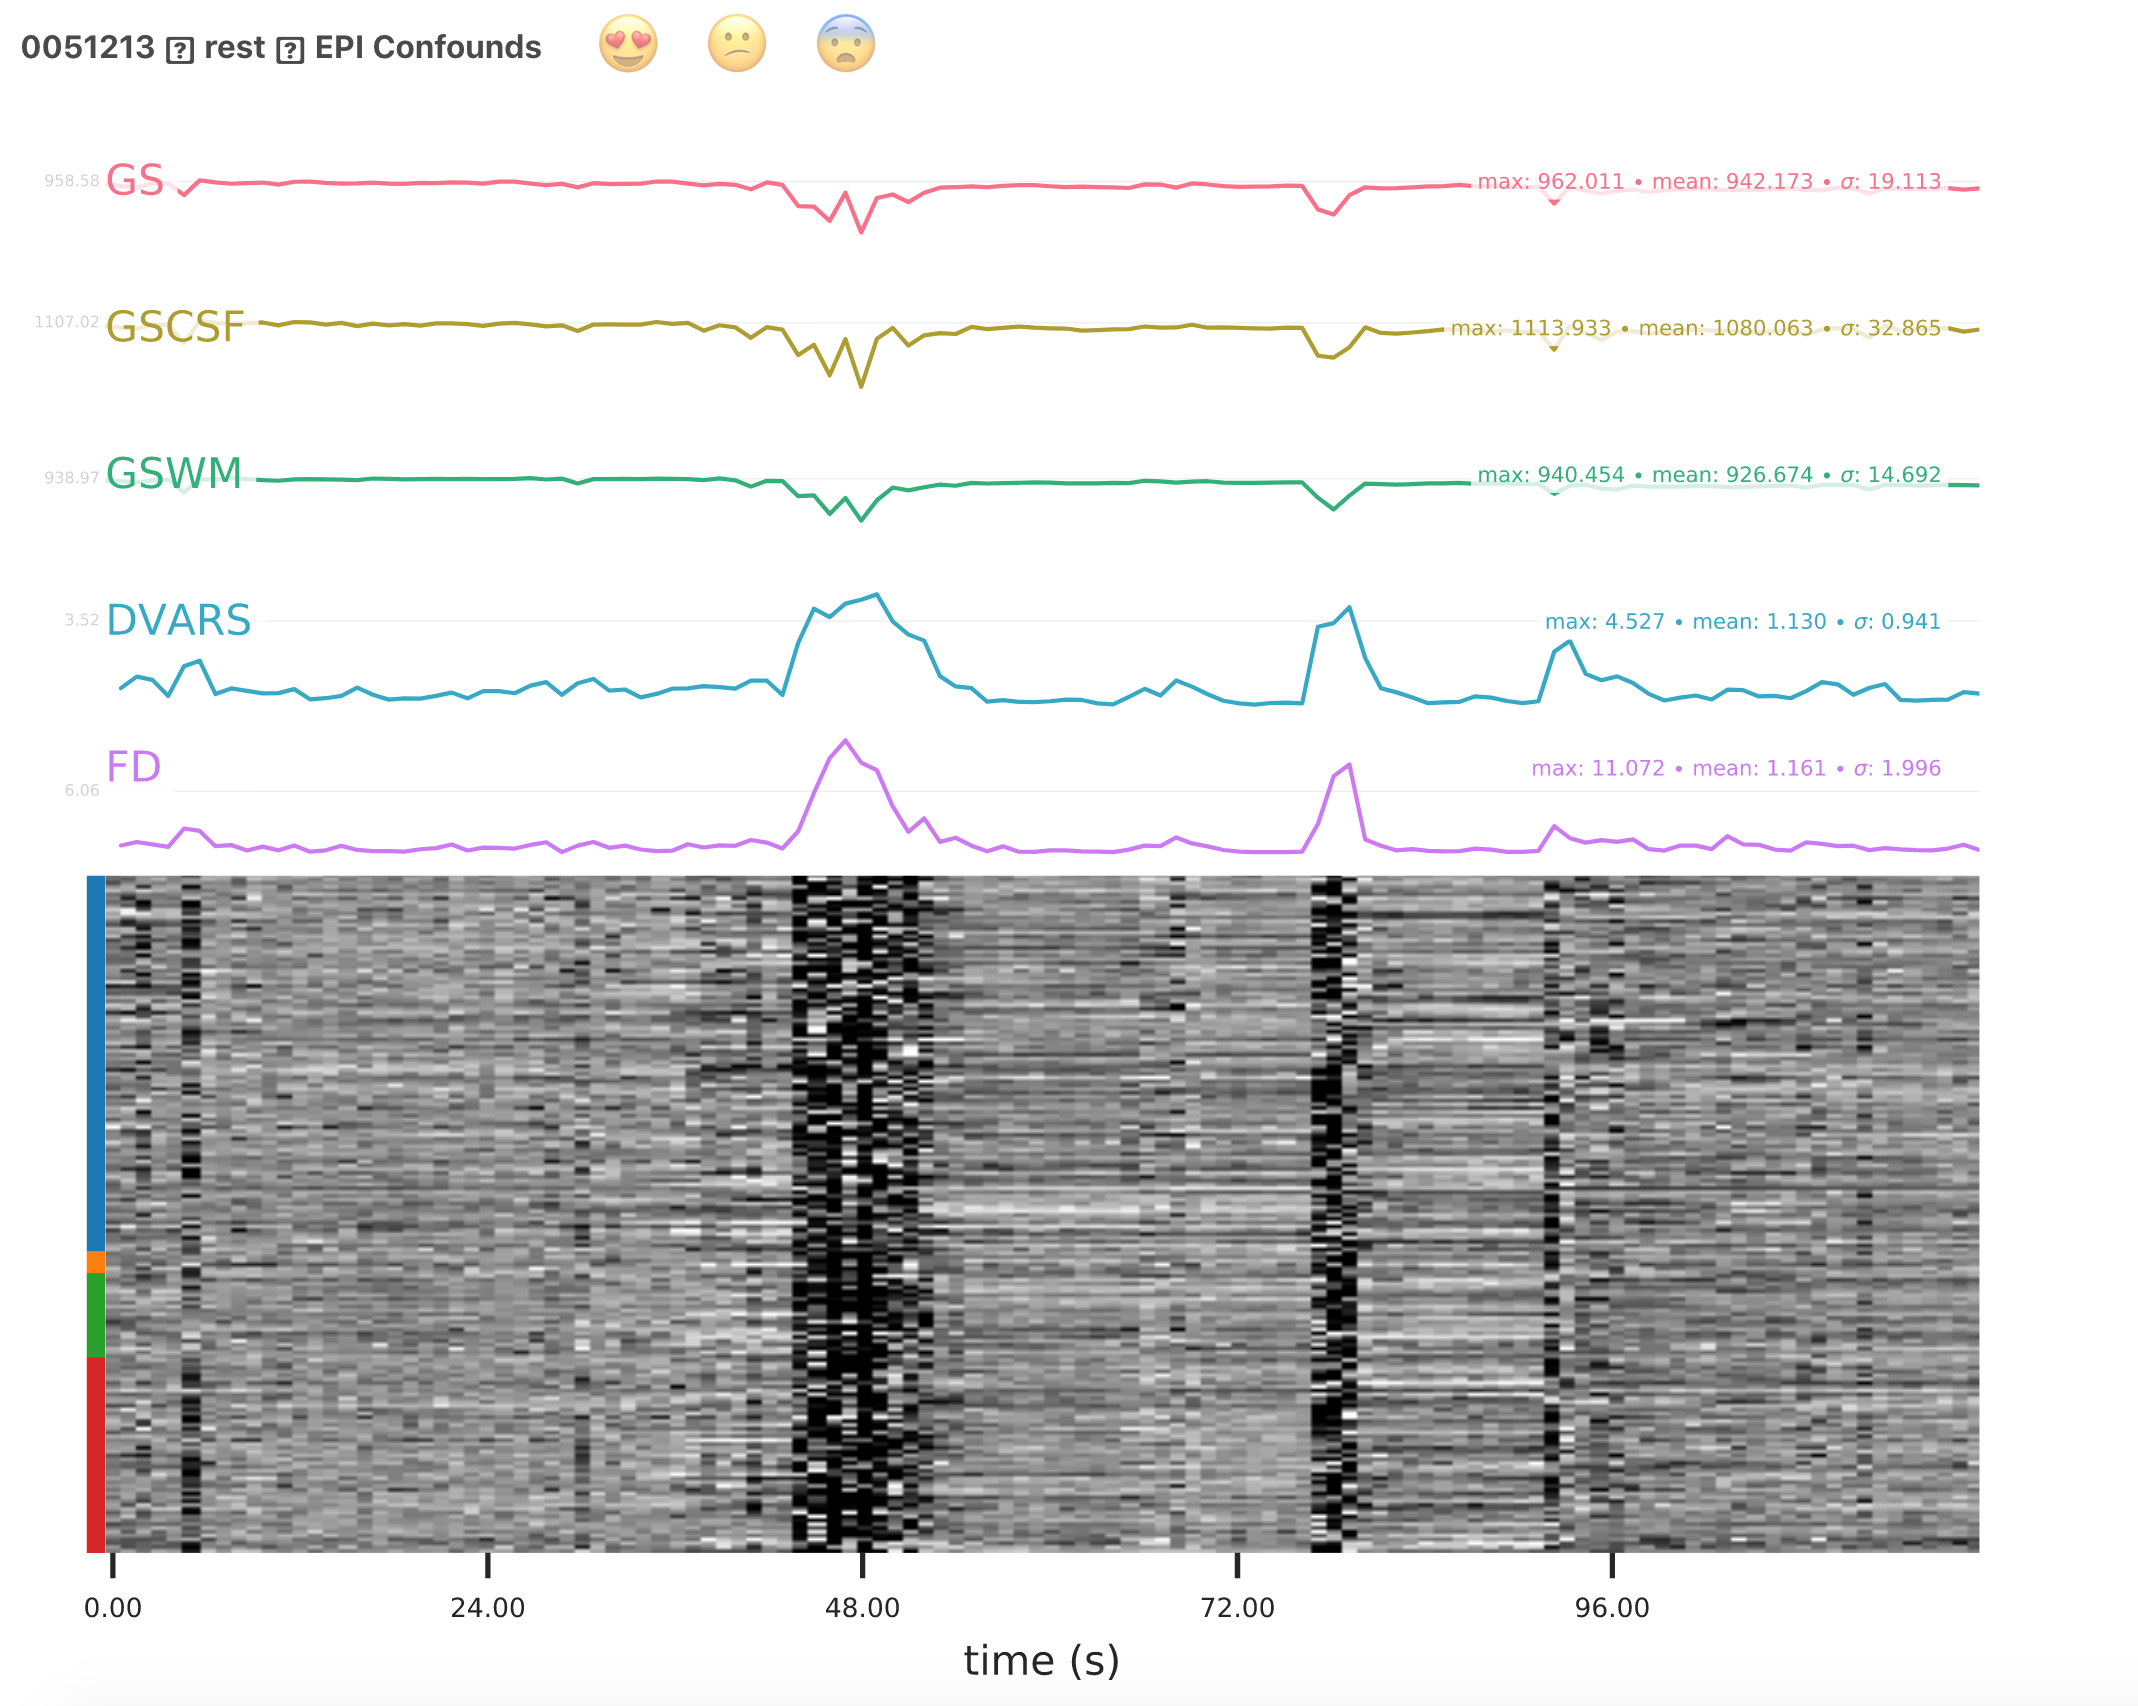 0051213 ? rest ? EPI Confounds
958.58 GS max: 962.011 • mean: 942.173 • σ: 19.113
1107.02 GSCSF max: 1113.933 • mean: 1080.063 • σ: 32.865
938.97 GSWM max: 940.454 • mean: 926.674 • σ: 14.692
3.52 DVARS max: 4.527 • mean: 1.130 • σ: 0.941
FD max: 11.072 • mean: 1.161 • σ: 1.996
6.06
0.00 24.00 48.00 72.00 96.00
time (s)